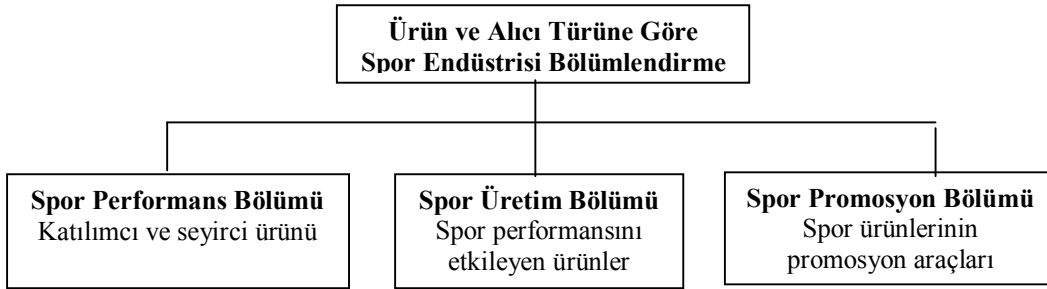 Ürün ve Alıcı Türüne Göre
Spor Endüstrisi Bölümlendirme
Spor Performans Bölümü
Katılımcı ve seyirci ürünü
Spor Üretim Bölümü
Spor performansını
etkileyen ürünler
Spor Promosyon Bölümü
Spor ürünlerinin
promosyon araçları